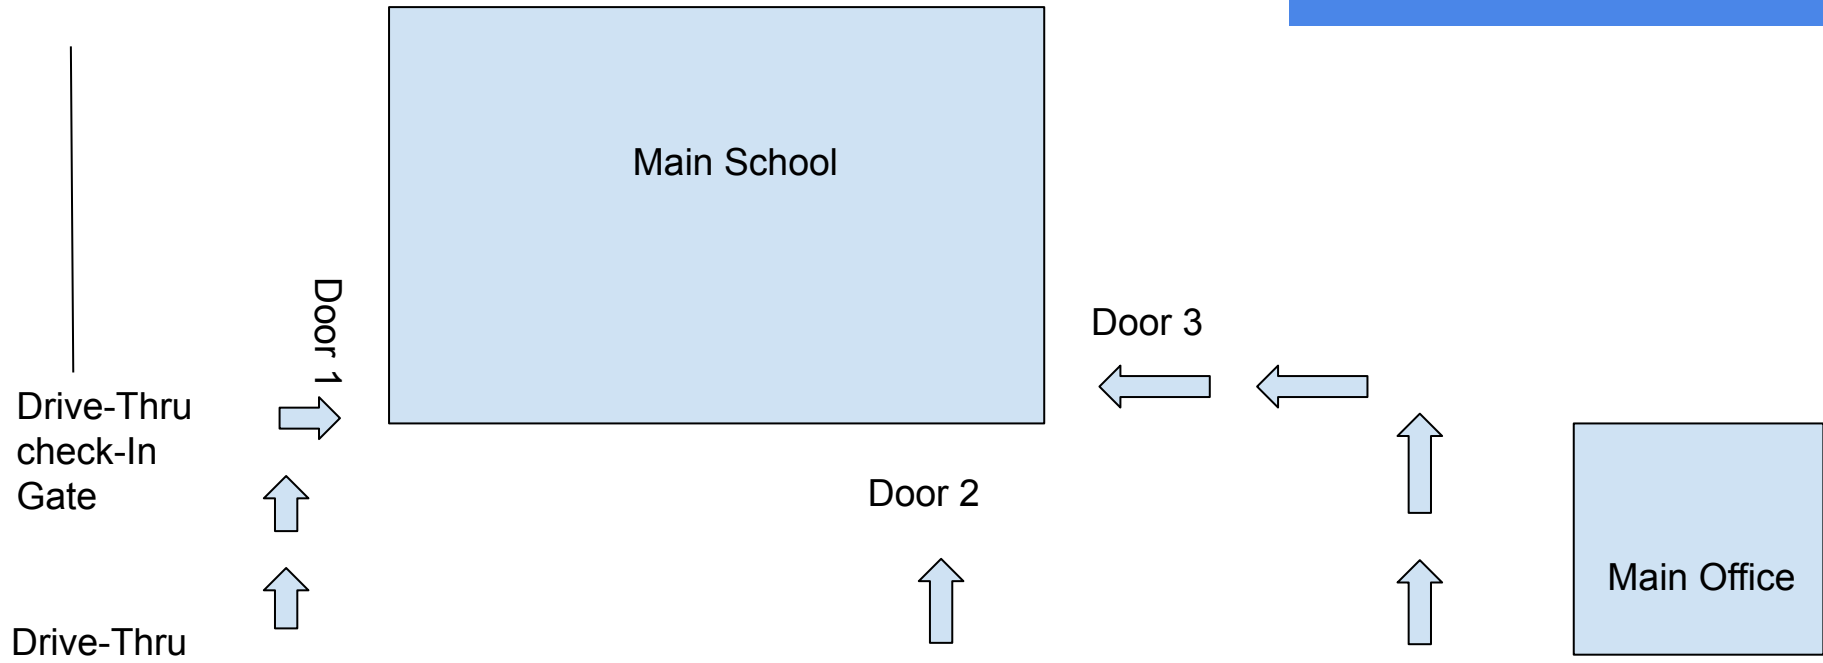 Main School
Door 1
Door 3
Drive-Thru
check-In
Gate
Door 2
Main Office
Drive-Thru